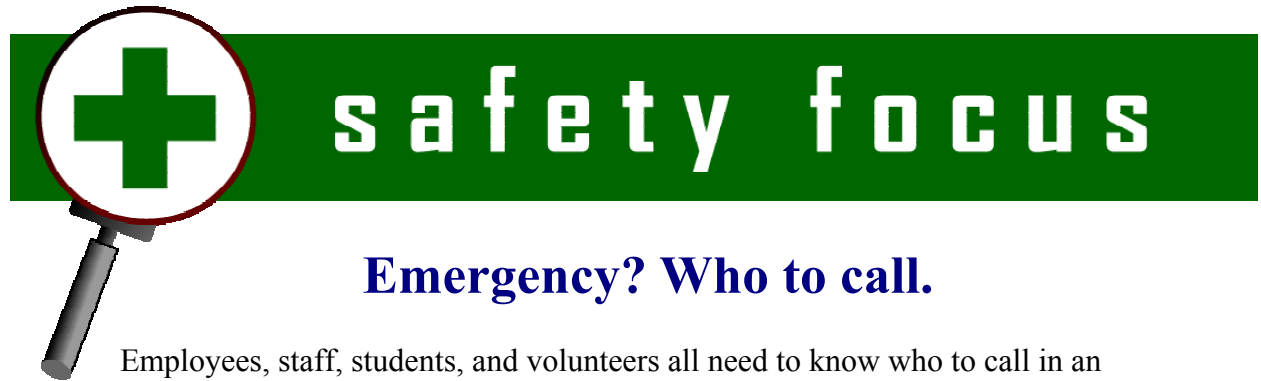 safety focus
Emergency? Who to call.
Employees, staff, students, and volunteers all need to know who to call in an